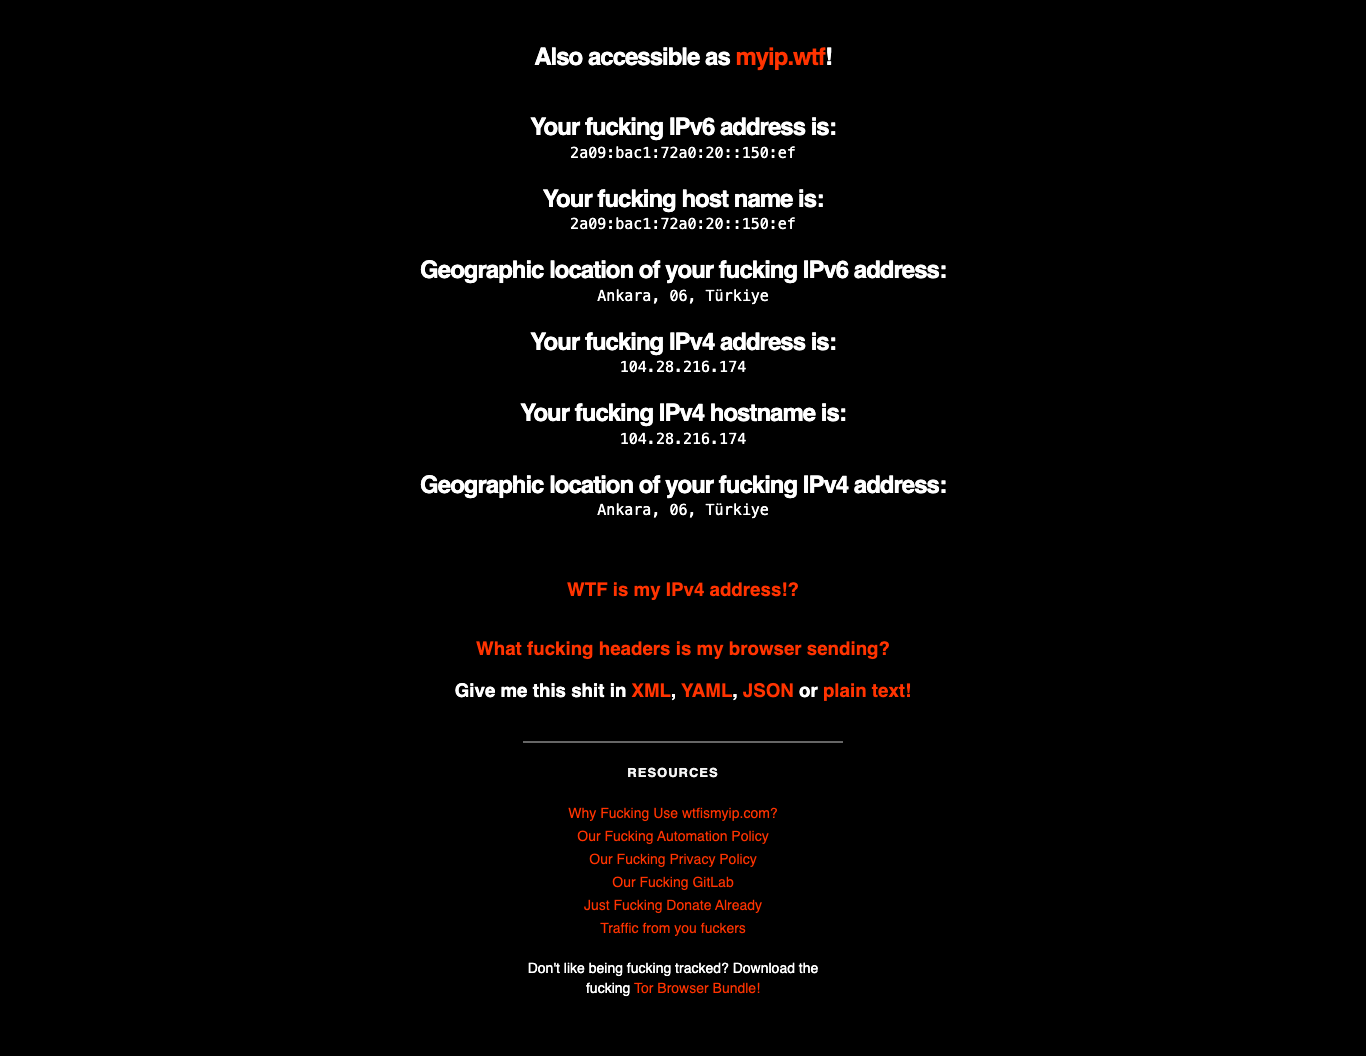 Also accessible as myip.wtf!
Your fucking IPv6 address is:
2a09:bac1:72a0:20::150:ef
Your fucking host name is:
2a09:bac1:72a0:20::150:ef
Geographic location of your fucking IPv6 address:
Ankara, 06, Türkiye
Your fucking IPv4 address is:
104.28.216.174
Your fucking IPv4 hostname is:
104.28.216.174
Geographic location of your fucking IPv4 address:
Ankara, 06, Türkiye
WTF is my IPv4 address!?
What fucking headers is my browser sending?
Give me this shit in XML, YAML, JSON or plain text!
RESOURCES
Why Fucking Use wtfismyip.com?
Our Fucking Automation Policy
Our Fucking Privacy Policy
Our Fucking GitLab
Just Fucking Donate Already
Traffic from you fuckers
Don't like being fucking tracked? Download the
fucking Tor Browser Bundle!